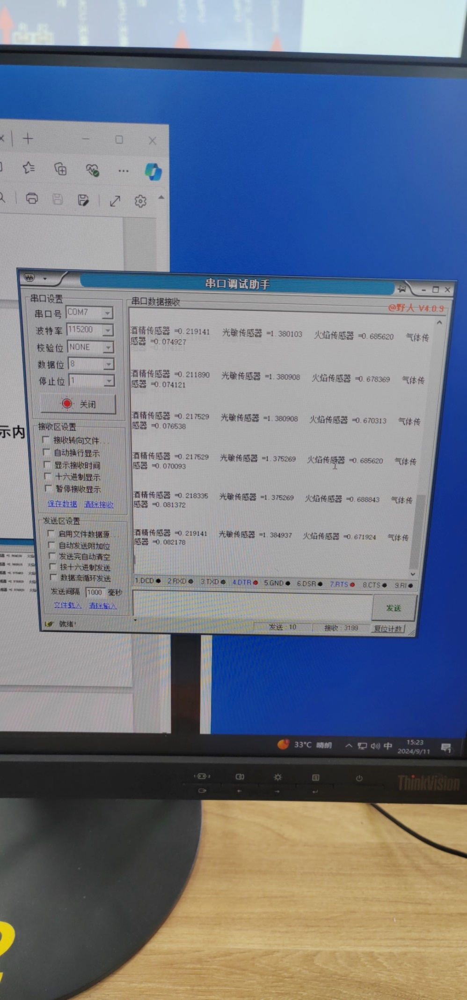 串口调试助手
串口设置
串口号 COM7
波特率 115200
校验位 NONE
数据位 8
停止位 1
关闭
接收区设置
接收转向文件...
自动换行显示
显示接收时间
十六进制显示
暂停接收显示
保存数据 清除接收
发送区设置
启用文件数据源...
自动发送附加位
发送完自动清空
按十六进制发送
数据流循环发送
发送间隔 1000 毫秒
文件载入 清除输入
就绪!
串口数据接收
@野人 V4.0.9
酒精传感器 =0.219141 光敏传感器 =1.380103 火焰传感器 =0.685620 气体传
感器 =0.074927
酒精传感器 =0.211890 光敏传感器 =1.380908 火焰传感器 =0.678369 气体传
感器 =0.074121
酒精传感器 =0.217529 光敏传感器 =1.380908 火焰传感器 =0.670313 气体传
感器 =0.076538
酒精传感器 =0.217529 光敏传感器 =1.375269 火焰传感器 =0.685620 气体传
感器 =0.070093
酒精传感器 =0.218335 光敏传感器 =1.375269 火焰传感器 =0.688843 气体传
感器 =0.081372
酒精传感器 =0.219141 光敏传感器 =1.384937 火焰传感器 =0.671924 气体传
感器 =0.082178
1.DCD 2.RXD 3.TXD 4.DTR 5.GND 6.DSR 7.RTS 8.CTS 9.RI
发送
发送 : 10 接收 : 3199 复位计数
示内
33°C 晴朗 中 15:23
2024/9/11
ThinkVision